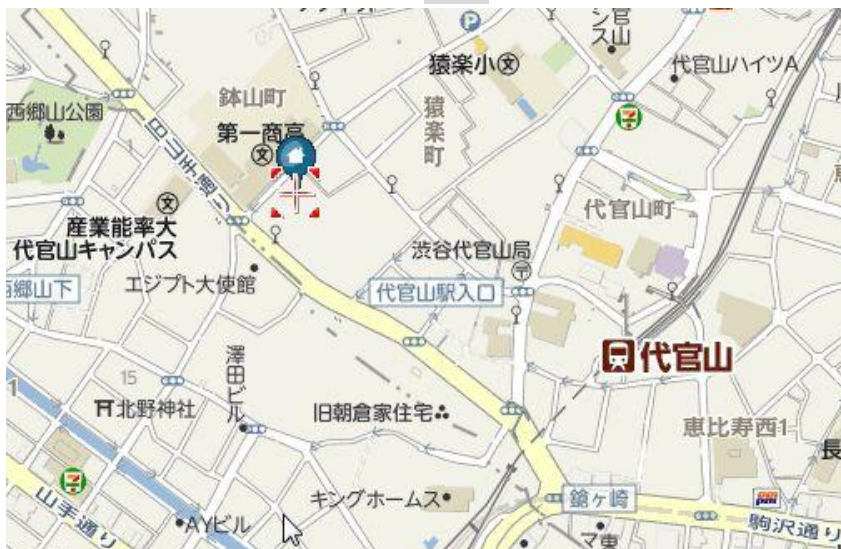 猿楽小
代官山ハイツA
鉢山町
西郷山公園
第一商高
猿楽町
旧山手通り
代官山町
産業能率大
代官山キャンパス
渋谷代官山局
エジプト大使館
代官山駅入口
郷山下
代官山
15
澤田ビル
1
北野神社
旧朝倉家住宅
恵比寿西1
長
キングホームス
鎗ヶ崎
山手通り
AYビル
駒沢通り
マ東